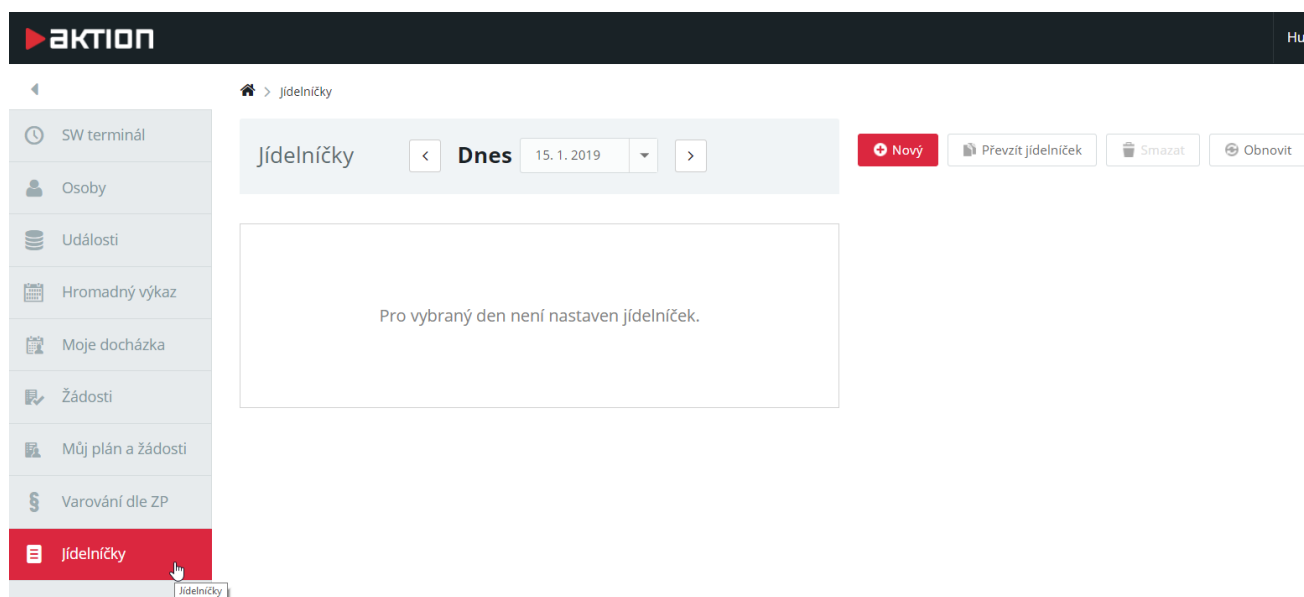 aktion
Hu
Jídelníčky
SW terminál
Osoby
Události
Hromadný výkaz
Moje docházka
Žádosti
Můj plán a žádosti
Varování dle ZP
Jídelníčky
Jídelníčky
Jídelníčky < Dnes 15. 1. 2019 >
Nový Převzít jídelníček Smazat Obnovit
Pro vybraný den není nastaven jídelníček.